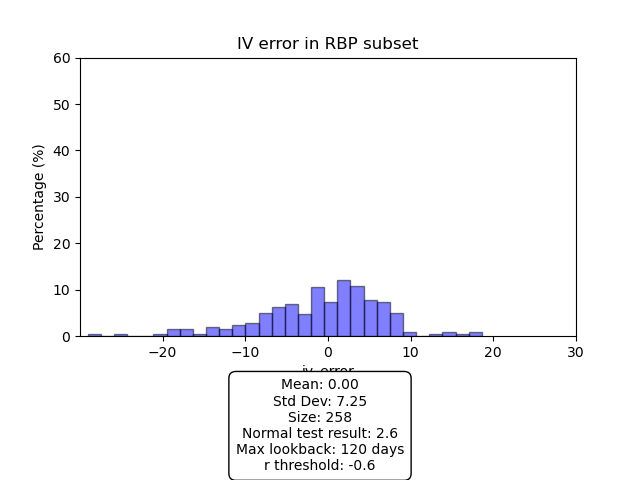 IV error in RBP subset
60
50
40
30
20
10
0
Percentage (%)
−20
−10
0
10
20
30
iv_error
Mean: 0.00
Std Dev: 7.25
Size: 258
Normal test result: 2.6
Max lookback: 120 days
r threshold: -0.6